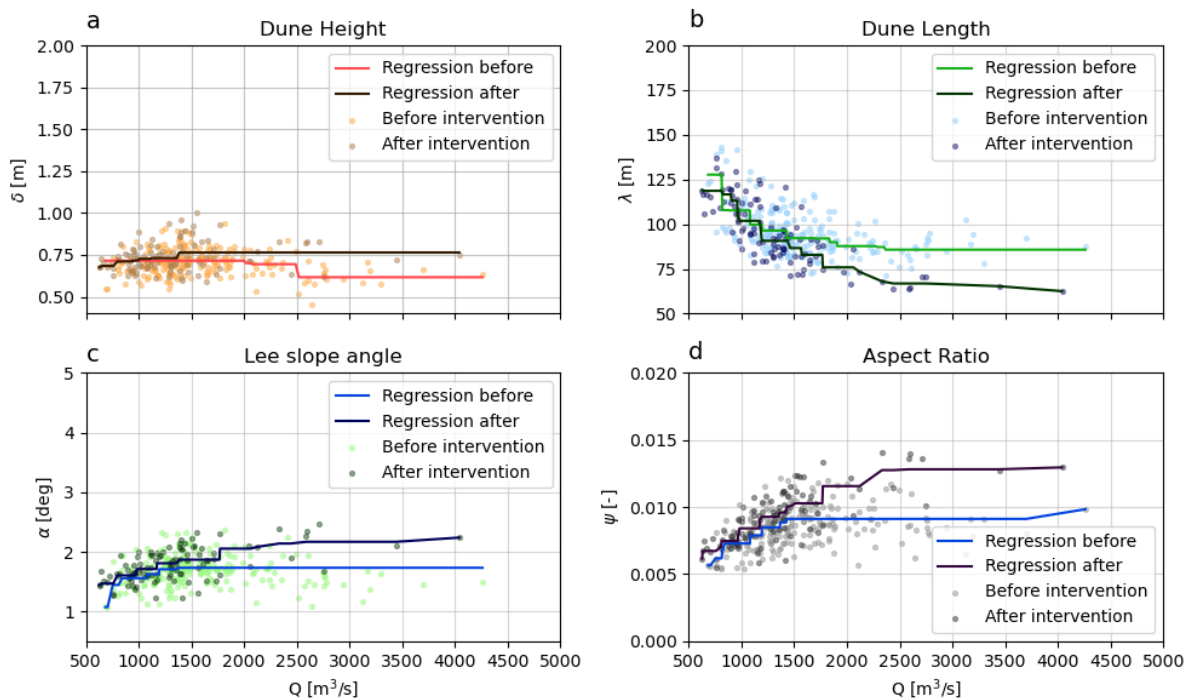 a
Dune Height
2.00
1.75
1.50
1.25
1.00
0.75
0.50
δ [m]
Regression before
Regression after
Before intervention
After intervention
b
Dune Length
200
175
150
125
100
75
50
λ [m]
Regression before
Regression after
Before intervention
After intervention
c
Lee slope angle
5
4
3
2
1
α [deg]
Regression before
Regression after
Before intervention
After intervention
500 1000 1500 2000 2500 3000 3500 4000 4500 5000
Q [m³/s]
d
Aspect Ratio
0.020
0.015
0.010
0.005
0.000
ψ [-]
Regression before
Regression after
Before intervention
After intervention
500 1000 1500 2000 2500 3000 3500 4000 4500 5000
Q [m³/s]